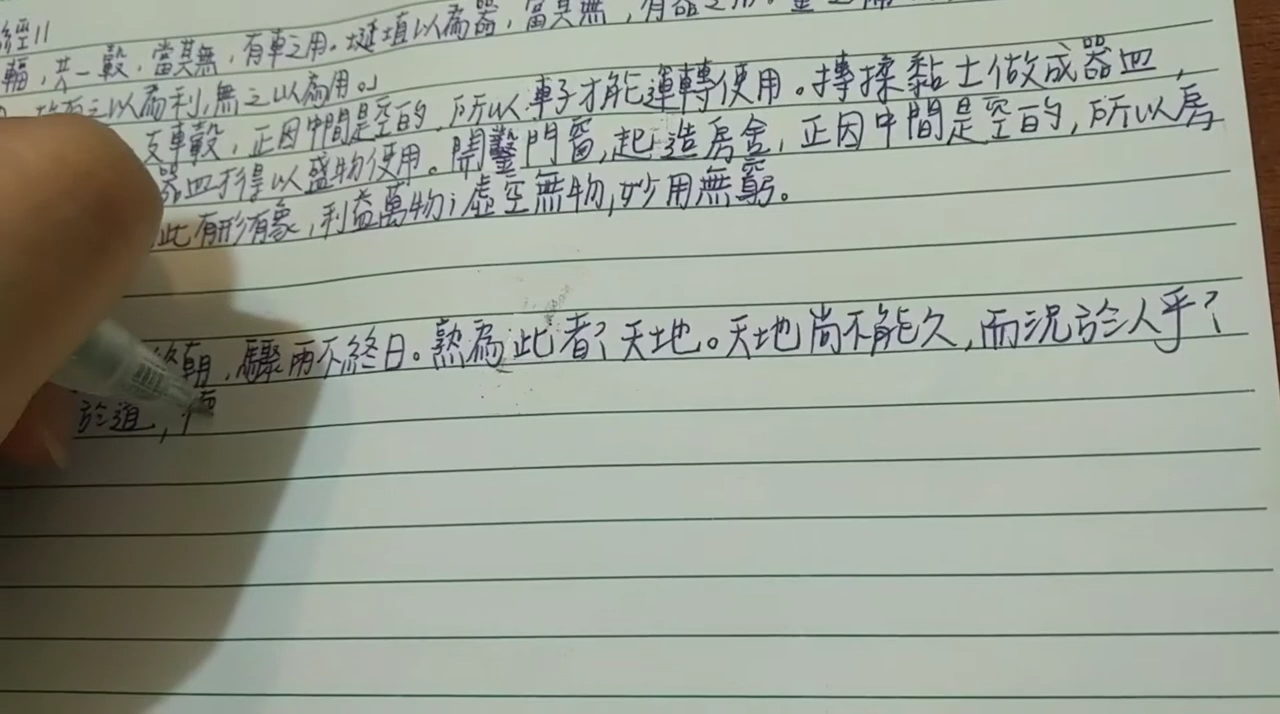 經11
輻,共一轂,當其無,有車之用。埏埴以為器,當其無,有器之用。
故有之以為利,無之以為用。」
支車轂,正因中間是空的,所以車子才能運轉使用。摶揉黏土做成器皿,
器皿才得以盛物使用。開鑿門窗,起造房舍,正因中間是空的,所以房
此有形有象,利益萬物;虛空無物,妙用無窮。
終朝,驟雨不終日。熟為此者?天地。天地尚不能久,而況於人乎?
於道,